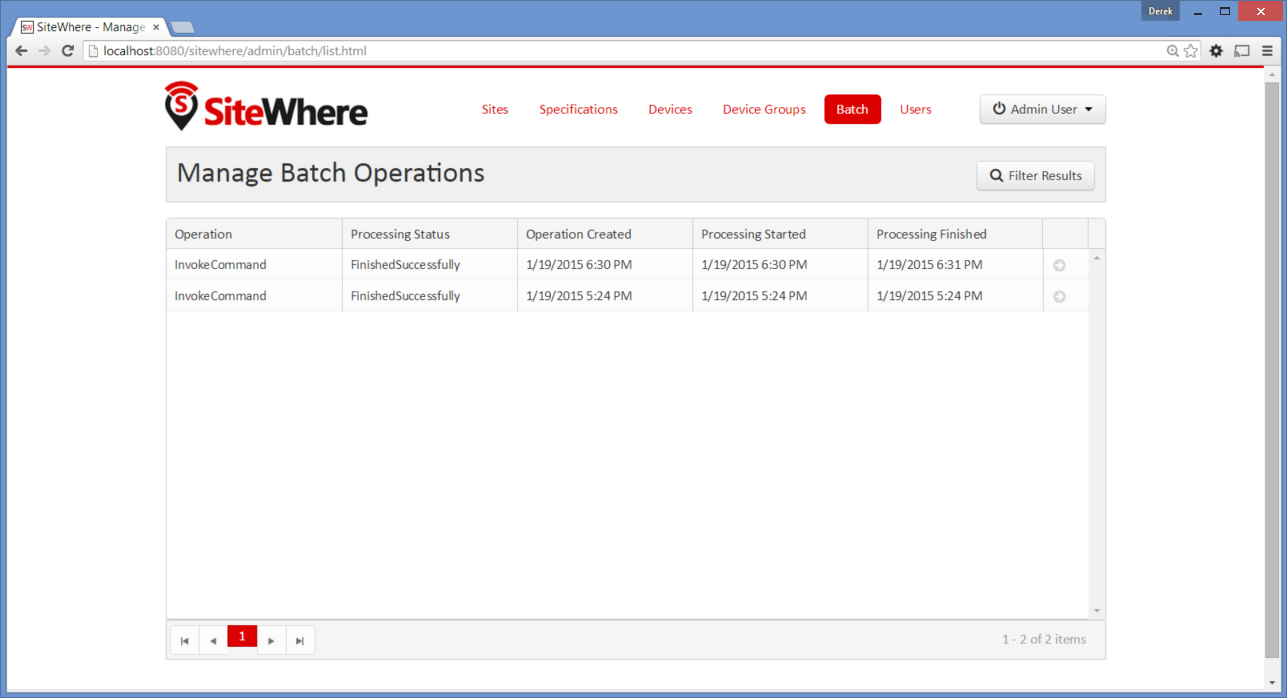 Derek
SW SiteWhere - Manage
localhost:8080/sitewhere/admin/batch/list.html
S SiteWhere Sites Specifications Devices Device Groups Batch Users Admin User
Manage Batch Operations Filter Results
Operation Processing Status Operation Created Processing Started Processing Finished
InvokeCommand FinishedSuccessfully 1/19/2015 6:30 PM 1/19/2015 6:30 PM 1/19/2015 6:31 PM
InvokeCommand FinishedSuccessfully 1/19/2015 5:24 PM 1/19/2015 5:24 PM 1/19/2015 5:24 PM
1 1 - 2 of 2 items